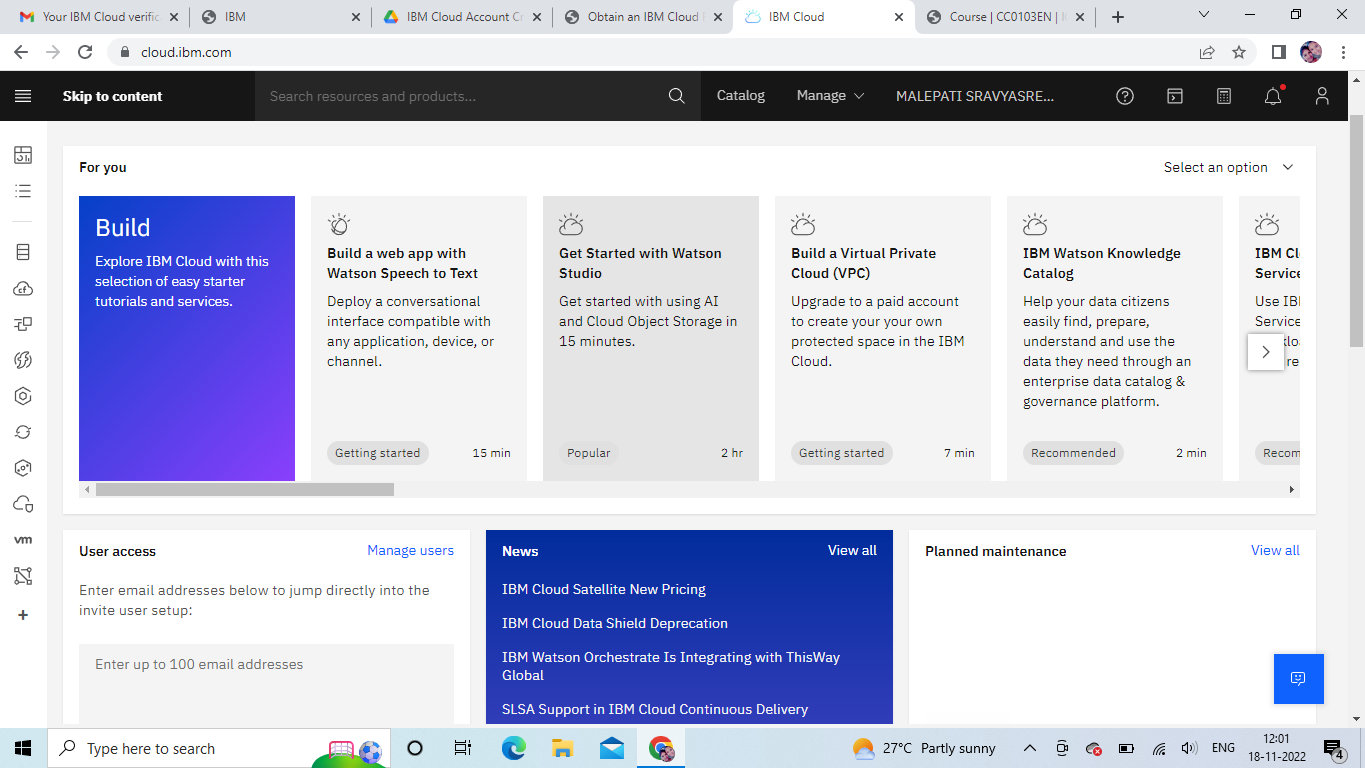 Your IBM Cloud verific
IBM
IBM Cloud Account Cr
Obtain an IBM Cloud
IBM Cloud
Course | CC0103EN |
cloud.ibm.com
Skip to content
Search resources and products...
Catalog
Manage
MALEPATI SRAVYASRE...
For you
Select an option
Build
Explore IBM Cloud with this
selection of easy starter
tutorials and services.
Build a web app with
Watson Speech to Text
Deploy a conversational
interface compatible with
any application, device, or
channel.
Getting started
15 min
Get Started with Watson
Studio
Get started with using AI
and Cloud Object Storage in
15 minutes.
Popular
2 hr
Build a Virtual Private
Cloud (VPC)
Upgrade to a paid account
to create your your own
protected space in the IBM
Cloud.
Getting started
7 min
IBM Watson Knowledge
Catalog
Help your data citizens
easily find, prepare,
understand and use the
data they need through an
enterprise data catalog &
governance platform.
Recommended
2 min
IBM Cl
Service
Use IB
Service
re
Recom
User access
Manage users
Enter email addresses below to jump directly into the
invite user setup:
Enter up to 100 email addresses
News
View all
IBM Cloud Satellite New Pricing
IBM Cloud Data Shield Deprecation
IBM Watson Orchestrate Is Integrating with ThisWay
Global
SLSA Support in IBM Cloud Continuous Delivery
Planned maintenance
View all
cf
vm
Type here to search
27°C Partly sunny
ENG
12:01
18-11-2022
4